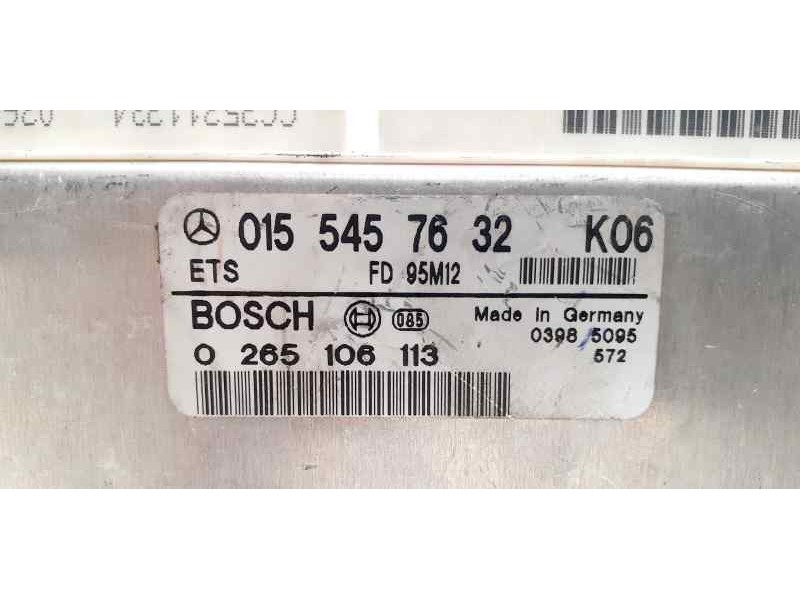 015 545 76 32 K06
ETS FD 95M12
BOSCH 085 Made in Germany
0398 5095
0 265 106 113 572